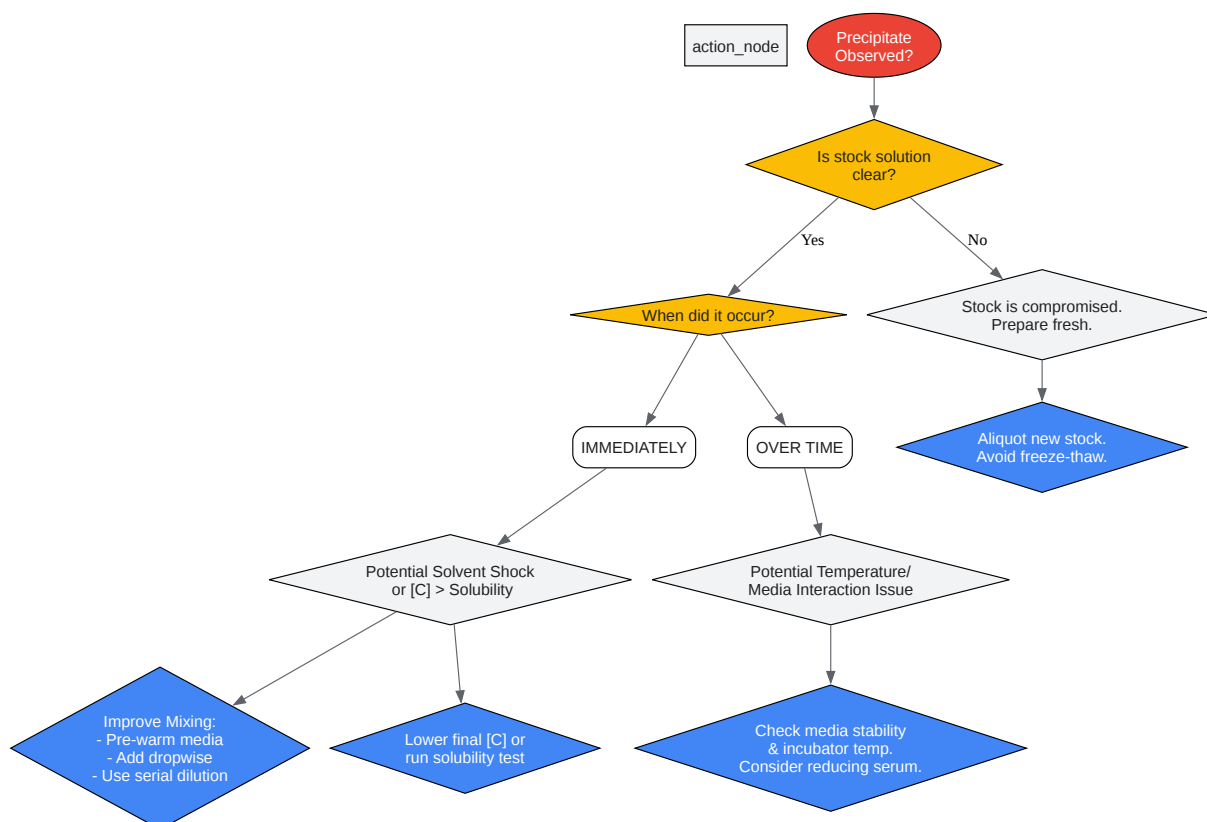 action_node
Precipitate
Observed?
Is stock solution
clear?
Yes
No
When did it occur?
Stock is compromised.
Prepare fresh.
IMMEDIATELY
OVER TIME
Aliquot new stock.
Avoid freeze-thaw.
Potential Solvent Shock
or [C] > Solubility
Potential Temperature/
Media Interaction Issue
Improve Mixing:
- Pre-warm media
- Add dropwise
- Use serial dilution
Lower final [C] or
run solubility test
Check media stability
& incubator temp.
Consider reducing serum.